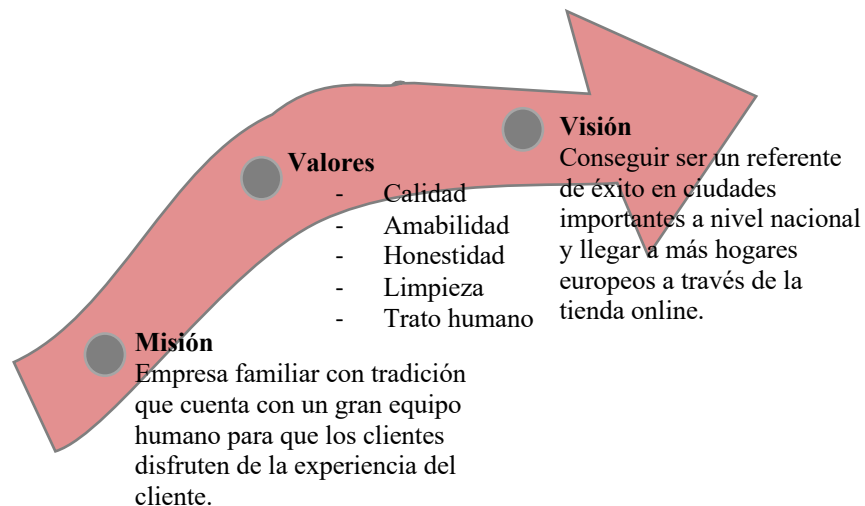 Visión
Conseguir ser un referente
de éxito en ciudades
importantes a nivel nacional
y llegar a más hogares
europeos a través de la
tienda online.
Valores
- Calidad
- Amabilidad
- Honestidad
- Limpieza
- Trato humano
Misión
Empresa familiar con tradición
que cuenta con un gran equipo
humano para que los clientes
disfruten de la experiencia del
cliente.